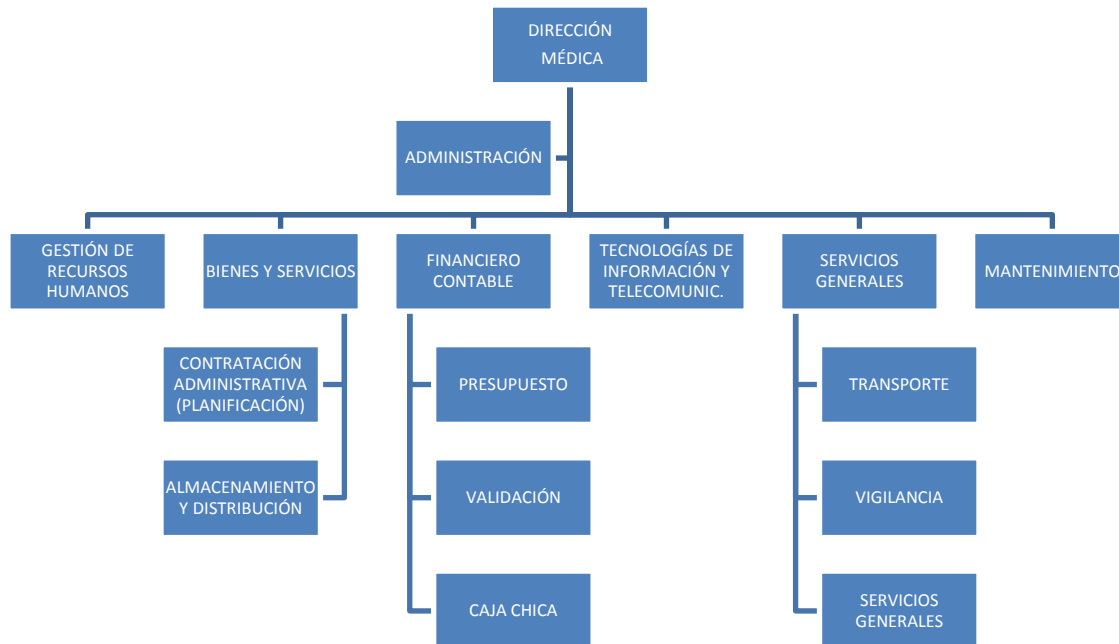 DIRECCIÓN
MÉDICA
ADMINISTRACIÓN
GESTIÓN DE
RECURSOS
HUMANOS
BIENES Y SERVICIOS
FINANCIERO
CONTABLE
TECNOLOGÍAS DE
INFORMACIÓN Y
TELECOMUNIC.
SERVICIOS
GENERALES
MANTENIMIENTO
CONTRATACIÓN
ADMINISTRATIVA
(PLANIFICACIÓN)
PRESUPUESTO
TRANSPORTE
ALMACENAMIENTO
Y DISTRIBUCIÓN
VALIDACIÓN
VIGILANCIA
CAJA CHICA
SERVICIOS
GENERALES